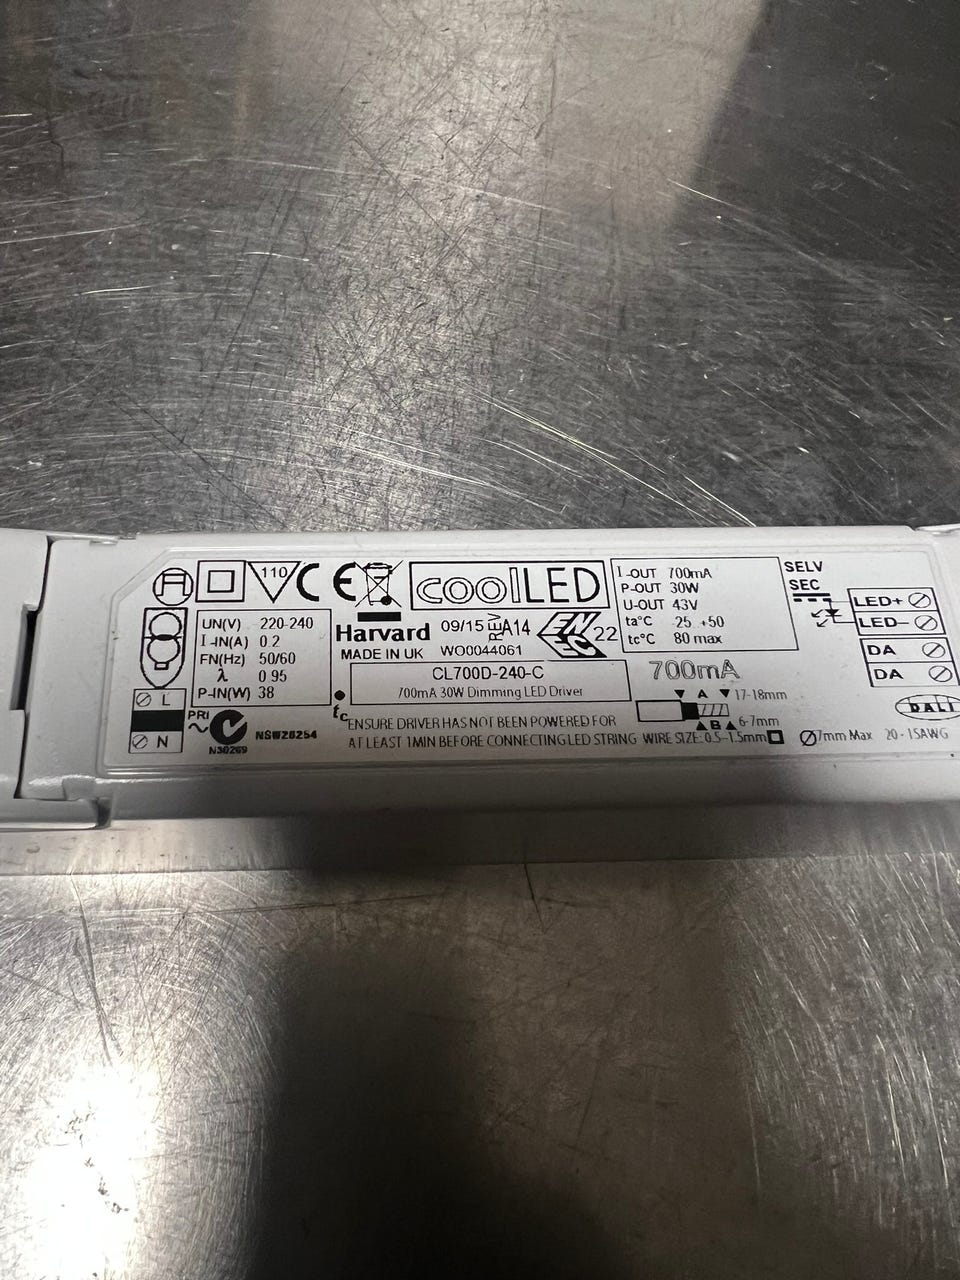 110
CE
coolLED
I-OUT 700mA
P-OUT 30W
U-OUT 43V
ta°C -25 +50
tc°C 80 max
SELV
SEC
LED+
LED-
DA
DA
DALI
UN(V) 220-240
I-IN(A) 0.2
FN(Hz) 50/60
λ 0.95
P-IN(W) 38
Harvard
MADE IN UK
09/15
REV A14
WO0044061
ENEC 22
CL700D-240-C
700mA 30W Dimming LED Driver
700mA
A 17-18mm
B 6-7mm
L
N
PRI
~
N30269
NSW26254
tc
ENSURE DRIVER HAS NOT BEEN POWERED FOR
AT LEAST 1MIN BEFORE CONNECTING LED STRING
WIRE SIZE: 0.5-1.5mm
Ø7mm Max 20-15AWG